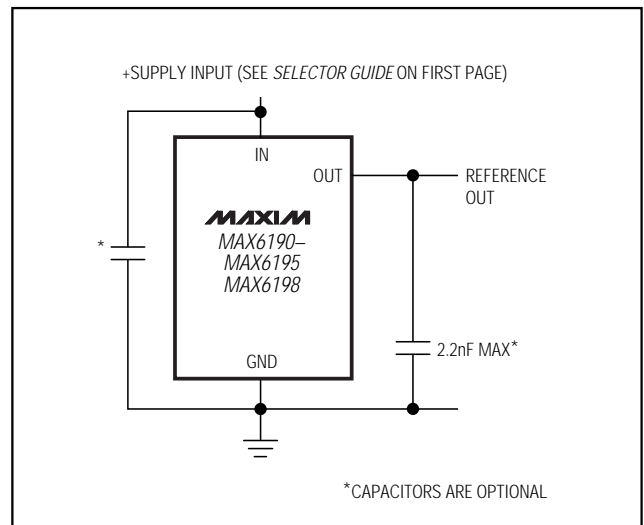 +SUPPLY INPUT (SEE SELECTOR GUIDE ON FIRST PAGE)
IN
OUT
REFERENCE
OUT
MAXIM
MAX6190–
MAX6195
MAX6198
*
2.2nF MAX*
GND
*CAPACITORS ARE OPTIONAL